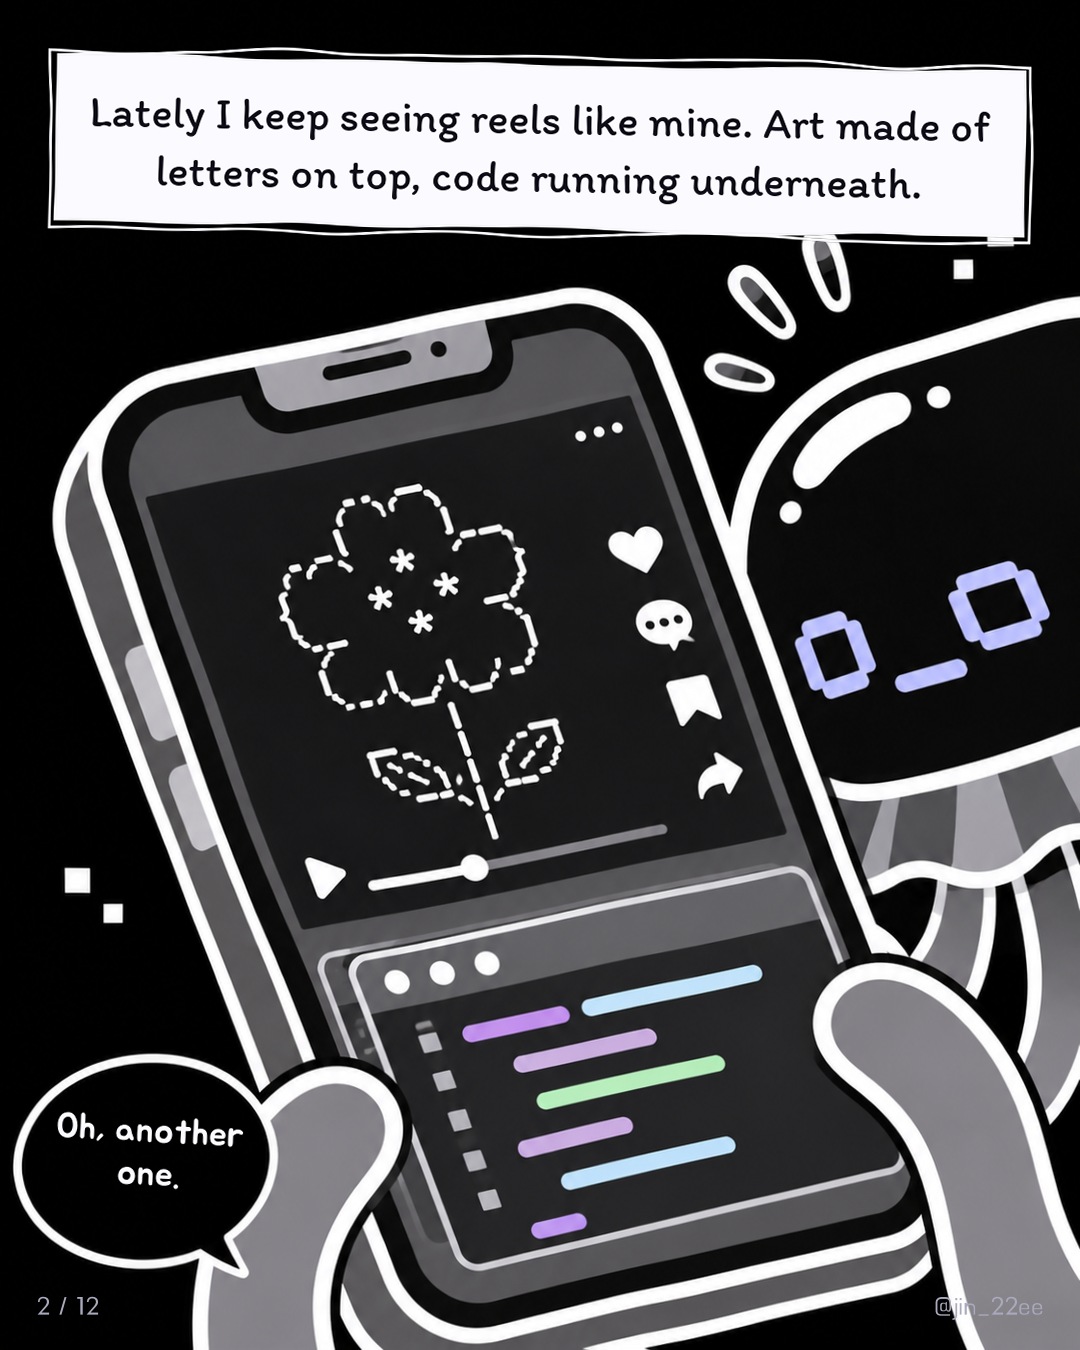 Lately I keep seeing reels like mine. Art made of
letters on top, code running underneath.
Oh, another
one.
2 / 12
@jin_22ee